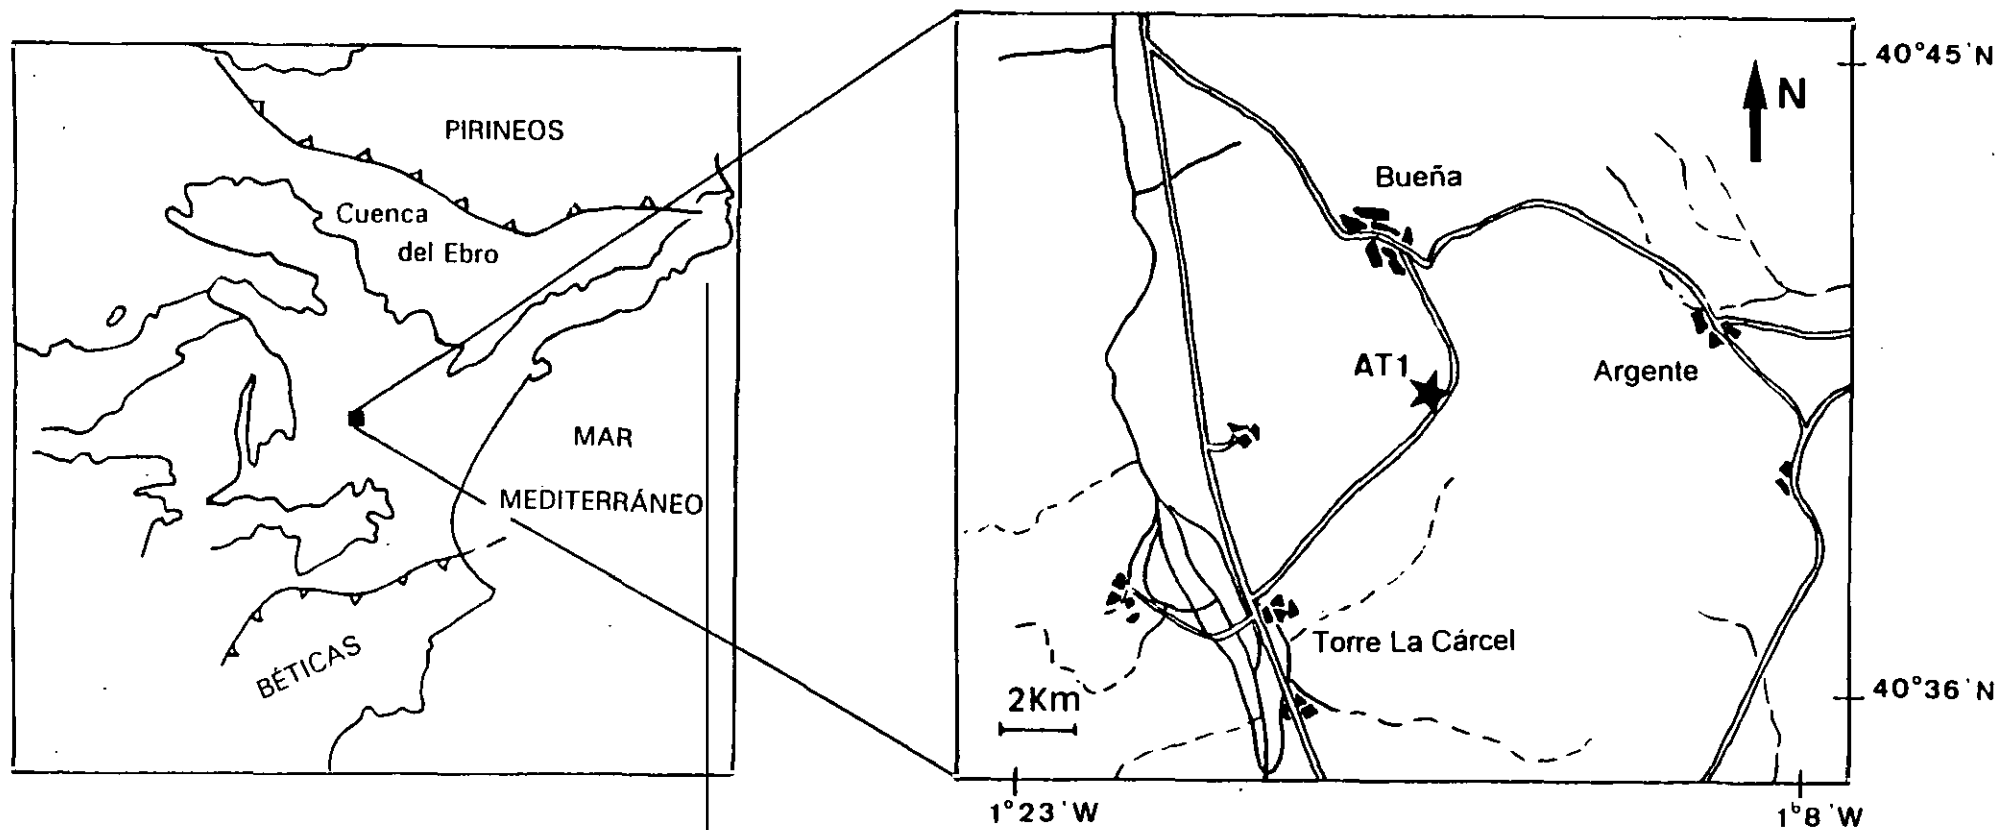 PIRINEOS
Cuenca
del Ebro
MAR
MEDITERRÁNEO
BÉTICAS
40°45'N
N
Bueña
AT1
Argente
Torre La Cárcel
2Km
40°36'N
1°23'W
1°8'W